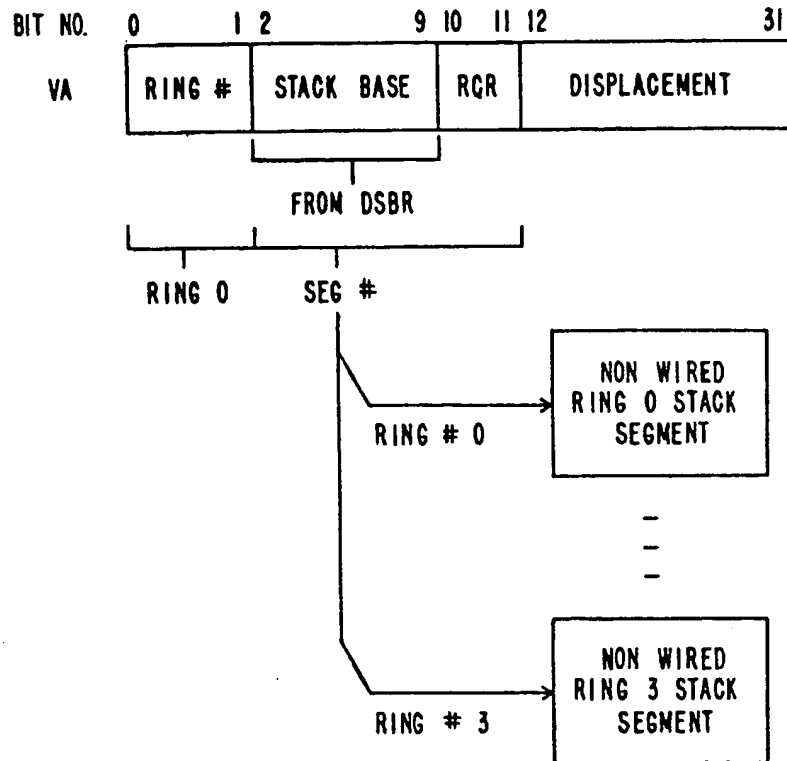 BIT NO. 0 1 2 9 10 11 12 31
VA RING # STACK BASE RGR DISPLACEMENT
FROM DSBR
RING 0 SEG #
NON WIRED
RING 0 STACK
SEGMENT
RING # 0
NON WIRED
RING 3 STACK
SEGMENT
RING # 3